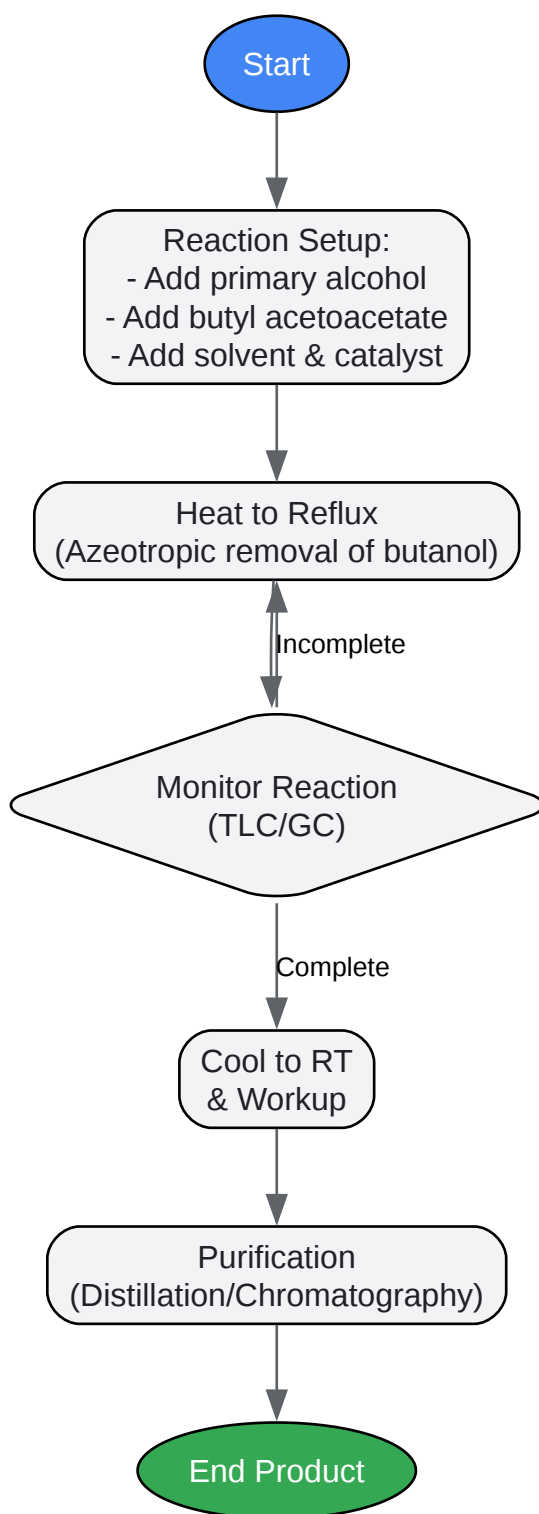 Start
Reaction Setup:
- Add primary alcohol
- Add butyl acetoacetate
- Add solvent & catalyst
Heat to Reflux
(Azeotropic removal of butanol)
Incomplete
Monitor Reaction
(TLC/GC)
Complete
Cool to RT
& Workup
Purification
(Distillation/Chromatography)
End Product